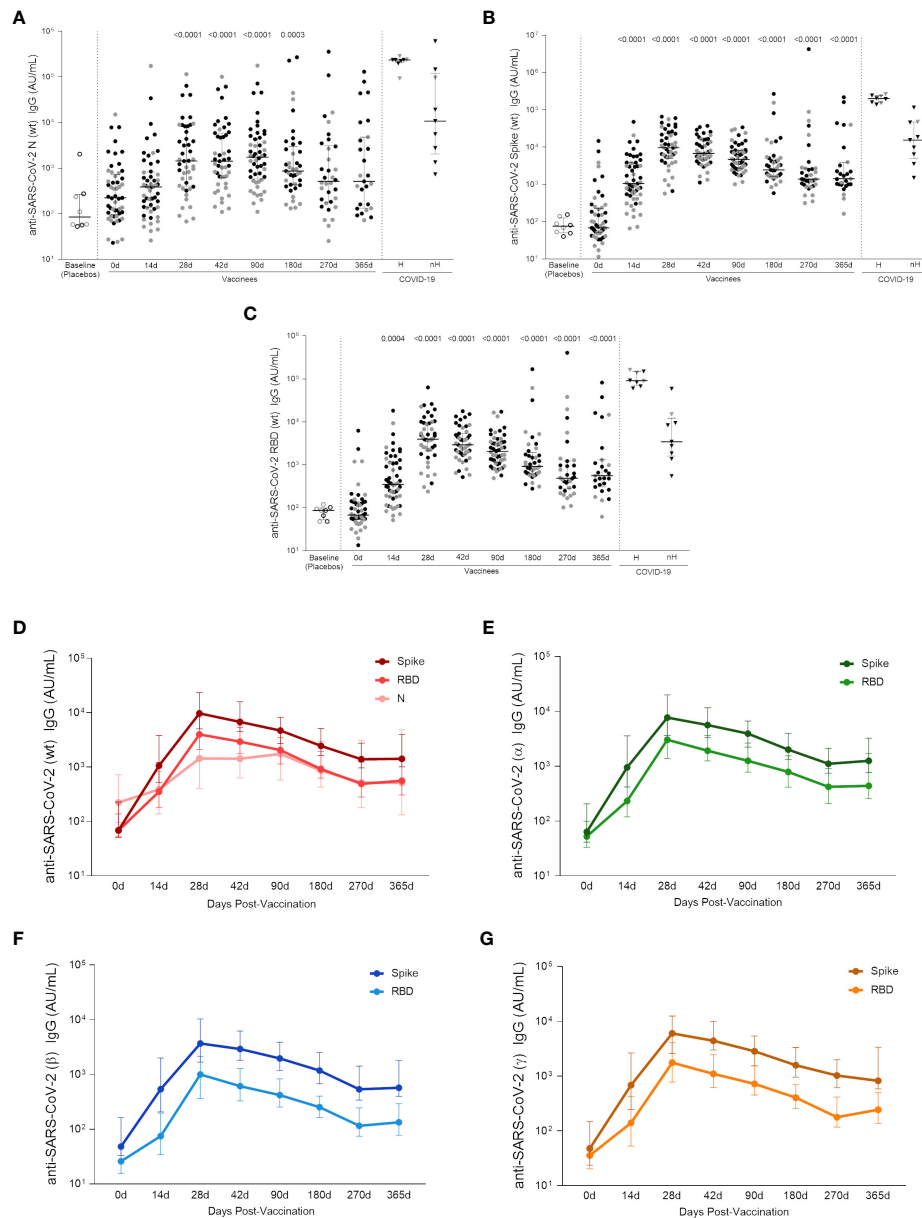 A
anti-SARS-CoV-2 N (wt) IgG (AU/mL)
10⁶
10⁵
10⁴
10³
10²
10¹
<0.0001 <0.0001 <0.0001 0.0003
Baseline
(Placebos)
0d 14d 28d 42d 90d 180d 270d 365d
Vaccinees
H nH
COVID-19
B
anti-SARS-CoV-2 Spike (wt) IgG (AU/mL)
10⁷
10⁶
10⁵
10⁴
10³
10²
10¹
<0.0001 <0.0001 <0.0001 <0.0001 <0.0001 <0.0001 <0.0001
Baseline
(Placebos)
0d 14d 28d 42d 90d 180d 270d 365d
Vaccinees
H nH
COVID-19
C
anti-SARS-CoV-2 RBD (wt) IgG (AU/mL)
10⁶
10⁵
10⁴
10³
10²
10¹
0.0004 <0.0001 <0.0001 <0.0001 <0.0001 <0.0001 <0.0001
Baseline
(Placebos)
0d 14d 28d 42d 90d 180d 270d 365d
Vaccinees
H nH
COVID-19
D
anti-SARS-CoV-2 (wt) IgG (AU/mL)
10⁵
10⁴
10³
10²
10¹
Spike
RBD
N
0d 14d 28d 42d 90d 180d 270d 365d
Days Post-Vaccination
E
anti-SARS-CoV-2 (α) IgG (AU/mL)
10⁵
10⁴
10³
10²
10¹
Spike
RBD
0d 14d 28d 42d 90d 180d 270d 365d
Days Post-Vaccination
F
anti-SARS-CoV-2 (β) IgG (AU/mL)
10⁵
10⁴
10³
10²
10¹
Spike
RBD
0d 14d 28d 42d 90d 180d 270d 365d
Days Post-Vaccination
G
anti-SARS-CoV-2 (γ) IgG (AU/mL)
10⁵
10⁴
10³
10²
10¹
Spike
RBD
0d 14d 28d 42d 90d 180d 270d 365d
Days Post-Vaccination